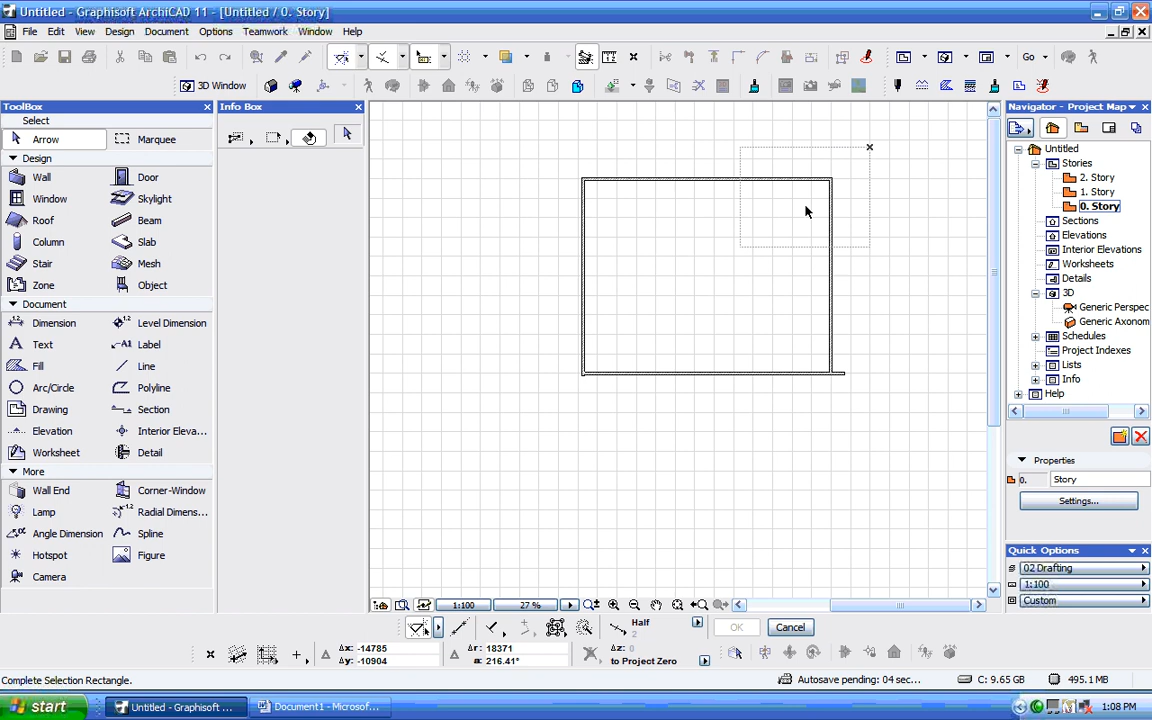 Untitled - Graphisoft ArchiCAD 11 - [Untitled / 0. Story]
File Edit View Design Document Options Teamwork Window Help
Go
3D Window
ToolBox
Select
Arrow Marquee
Design
Wall Door
Window Skylight
Roof Beam
Column Slab
Stair Mesh
Zone Object
Document
Dimension Level Dimension
Text Label
Fill Line
Arc/Circle Polyline
Drawing Section
Elevation Interior Eleva...
Worksheet Detail
More
Wall End Corner-Window
Lamp Radial Dimens...
Angle Dimension Spline
Hotspot Figure
Camera
Info Box
Navigator - Project Map
Untitled
Stories
2. Story
1. Story
0. Story
Sections
Elevations
Interior Elevations
Worksheets
Details
3D
Generic Perspec
Generic Axonom
Schedules
Project Indexes
Lists
Info
Help
Properties
0. Story
Settings...
Quick Options
02 Drafting
1:100
Custom
1:100 27 %
Half
2
OK Cancel
Δx: -14785
Δy: -10904
Δr: 18371
α: 216.41°
Δz: 0
to Project Zero
Complete Selection Rectangle.
Autosave pending: 04 sec...
C: 9.65 GB
495.1 MB
start
Untitled - Graphisoft ...
Document1 - Microsof...
1:08 PM